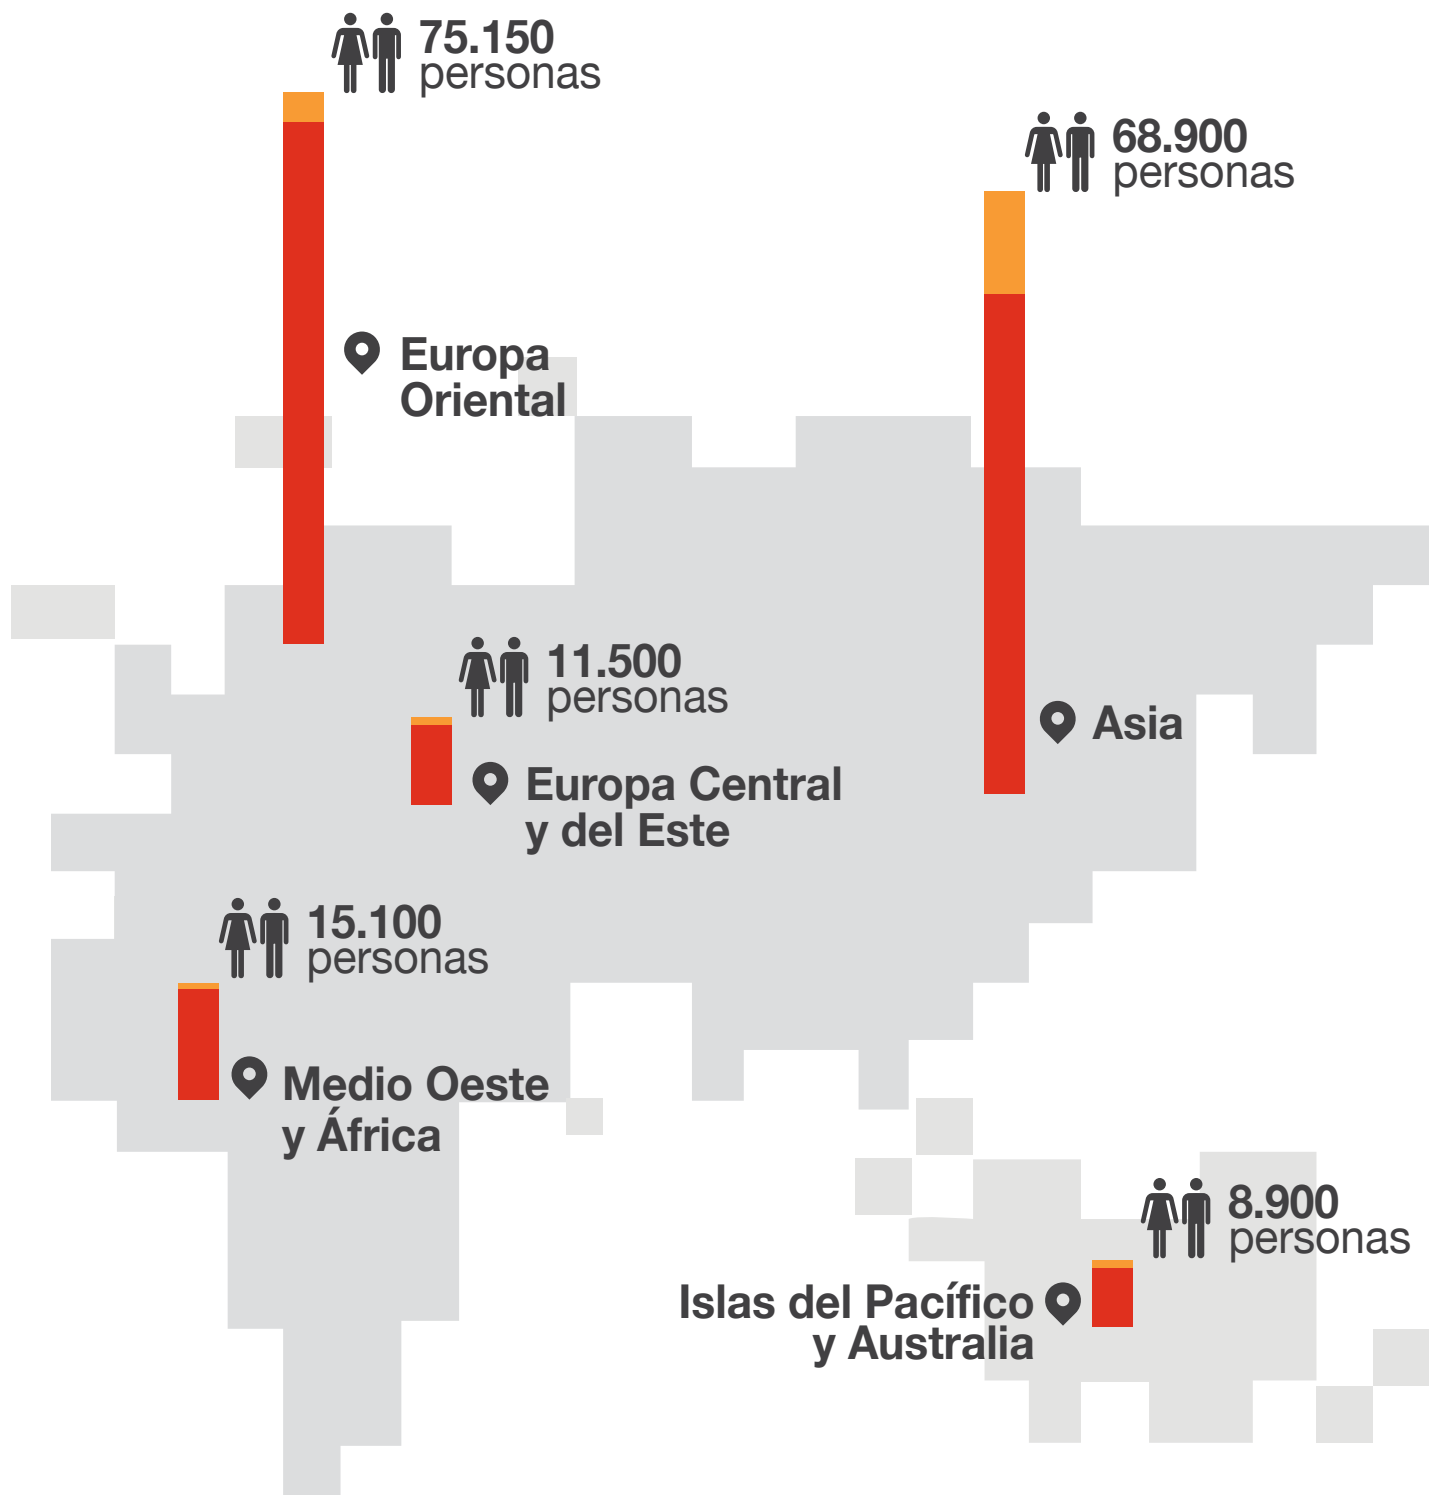 75.150
personas
68.900
personas
Europa
Oriental
11.500
personas
Asia
Europa Central
y del Este
15.100
personas
Medio Oeste
y África
8.900
personas
Islas del Pacífico
y Australia